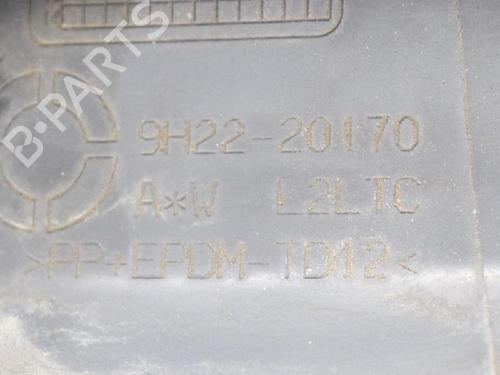 B-PARTS
9H22-20170
A*W L2LTC
>PP+EPDM-TD12<